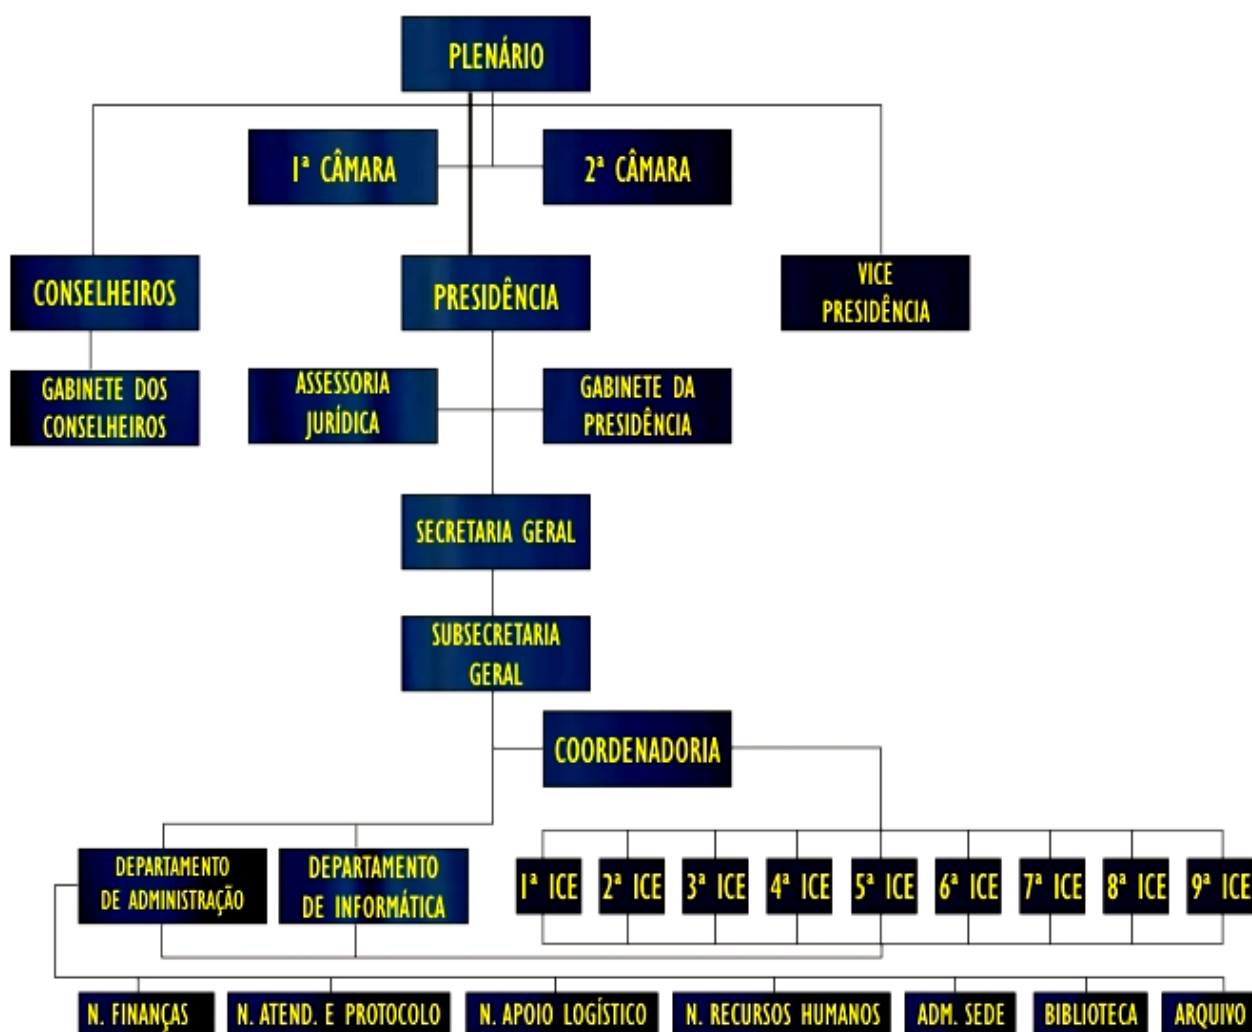 PLENÁRIO
1ª CÂMARA
2ª CÂMARA
CONSELHEIROS
PRESIDÊNCIA
VICE
PRESIDÊNCIA
GABINETE DOS
CONSELHEIROS
ASSESSORIA
JURÍDICA
GABINETE DA
PRESIDÊNCIA
SECRETARIA GERAL
SUBSECRETARIA
GERAL
COORDENADORIA
DEPARTAMENTO
DE ADMINISTRAÇÃO
DEPARTAMENTO
DE INFORMÁTICA
1ª ICE
2ª ICE
3ª ICE
4ª ICE
5ª ICE
6ª ICE
7ª ICE
8ª ICE
9ª ICE
N. FINANÇAS
N. ATEND. E PROTOCOLO
N. APOIO LOGÍSTICO
N. RECURSOS HUMANOS
ADM. SEDE
BIBLIOTECA
ARQUIVO